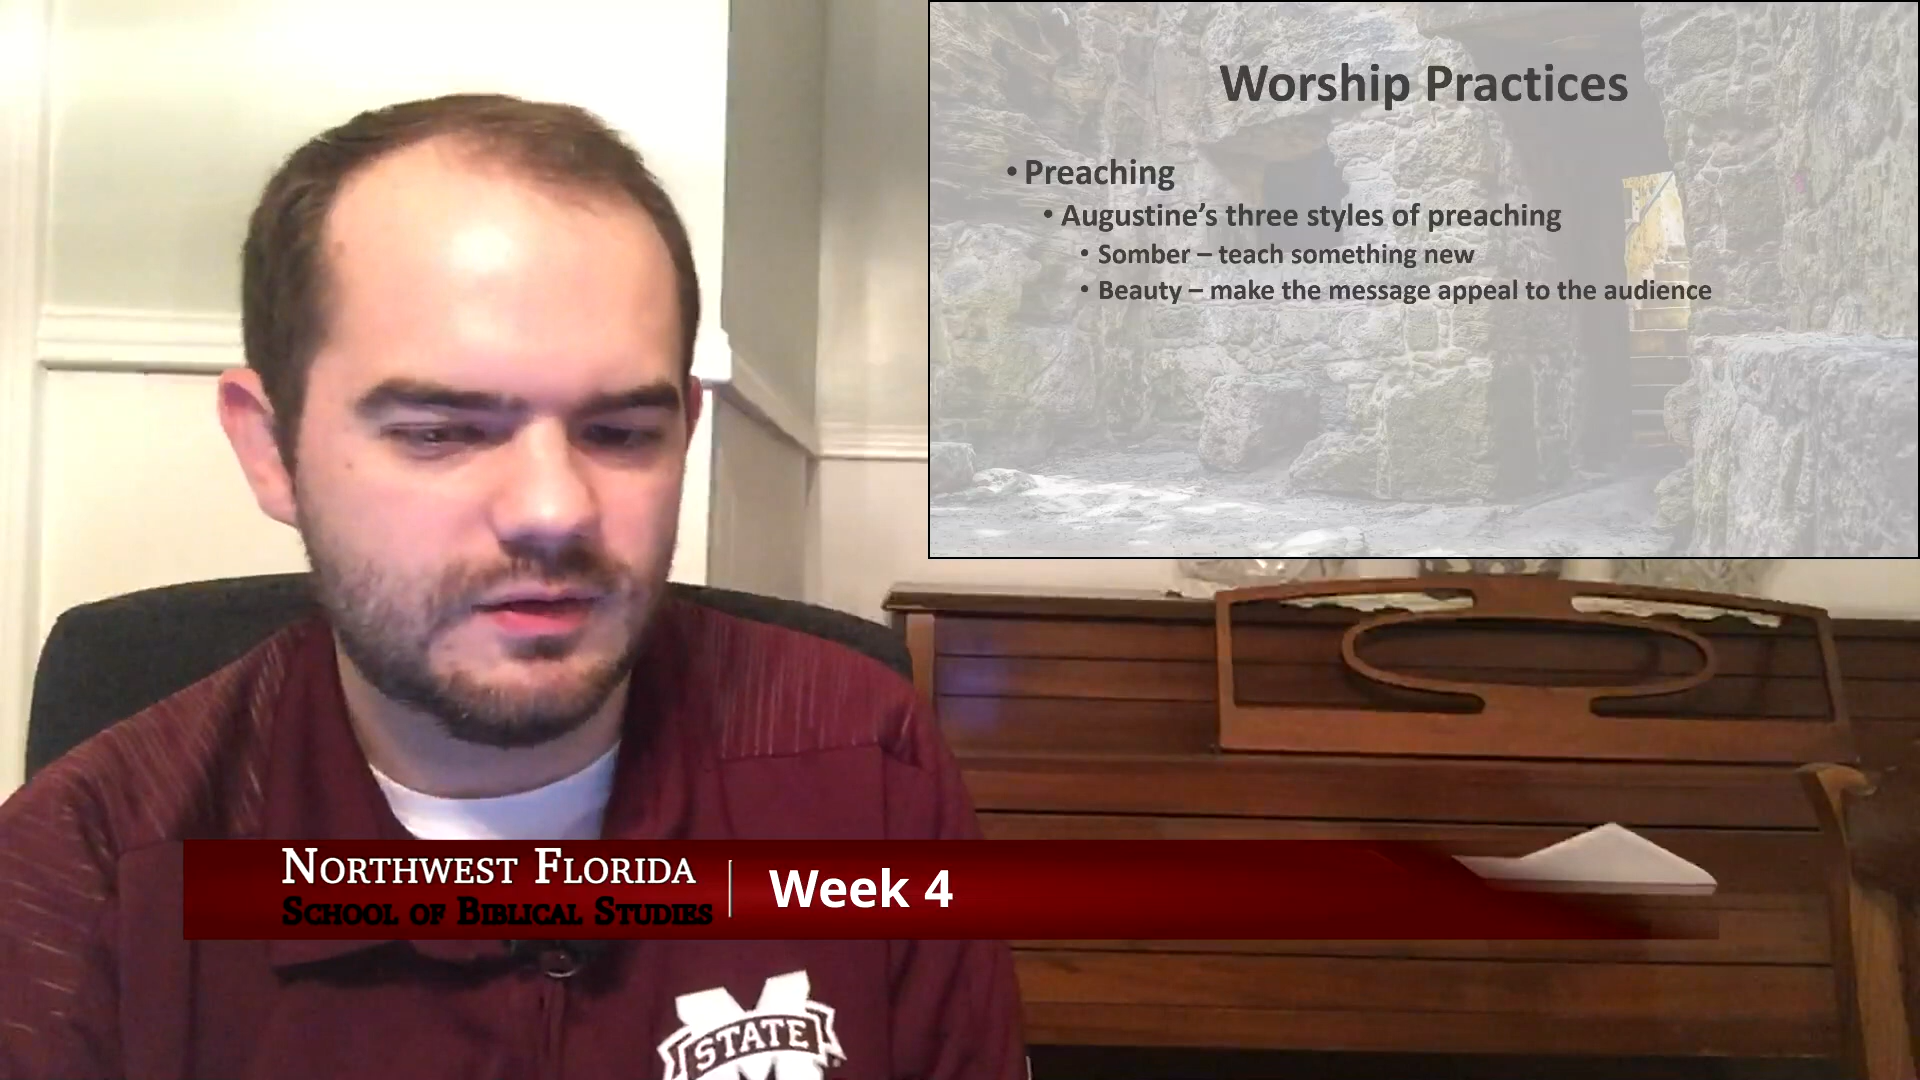 Worship Practices
• Preaching
• Augustine's three styles of preaching
• Somber – teach something new
• Beauty – make the message appeal to the audience
Northwest Florida
School of Biblical Studies
Week 4
STATE
M